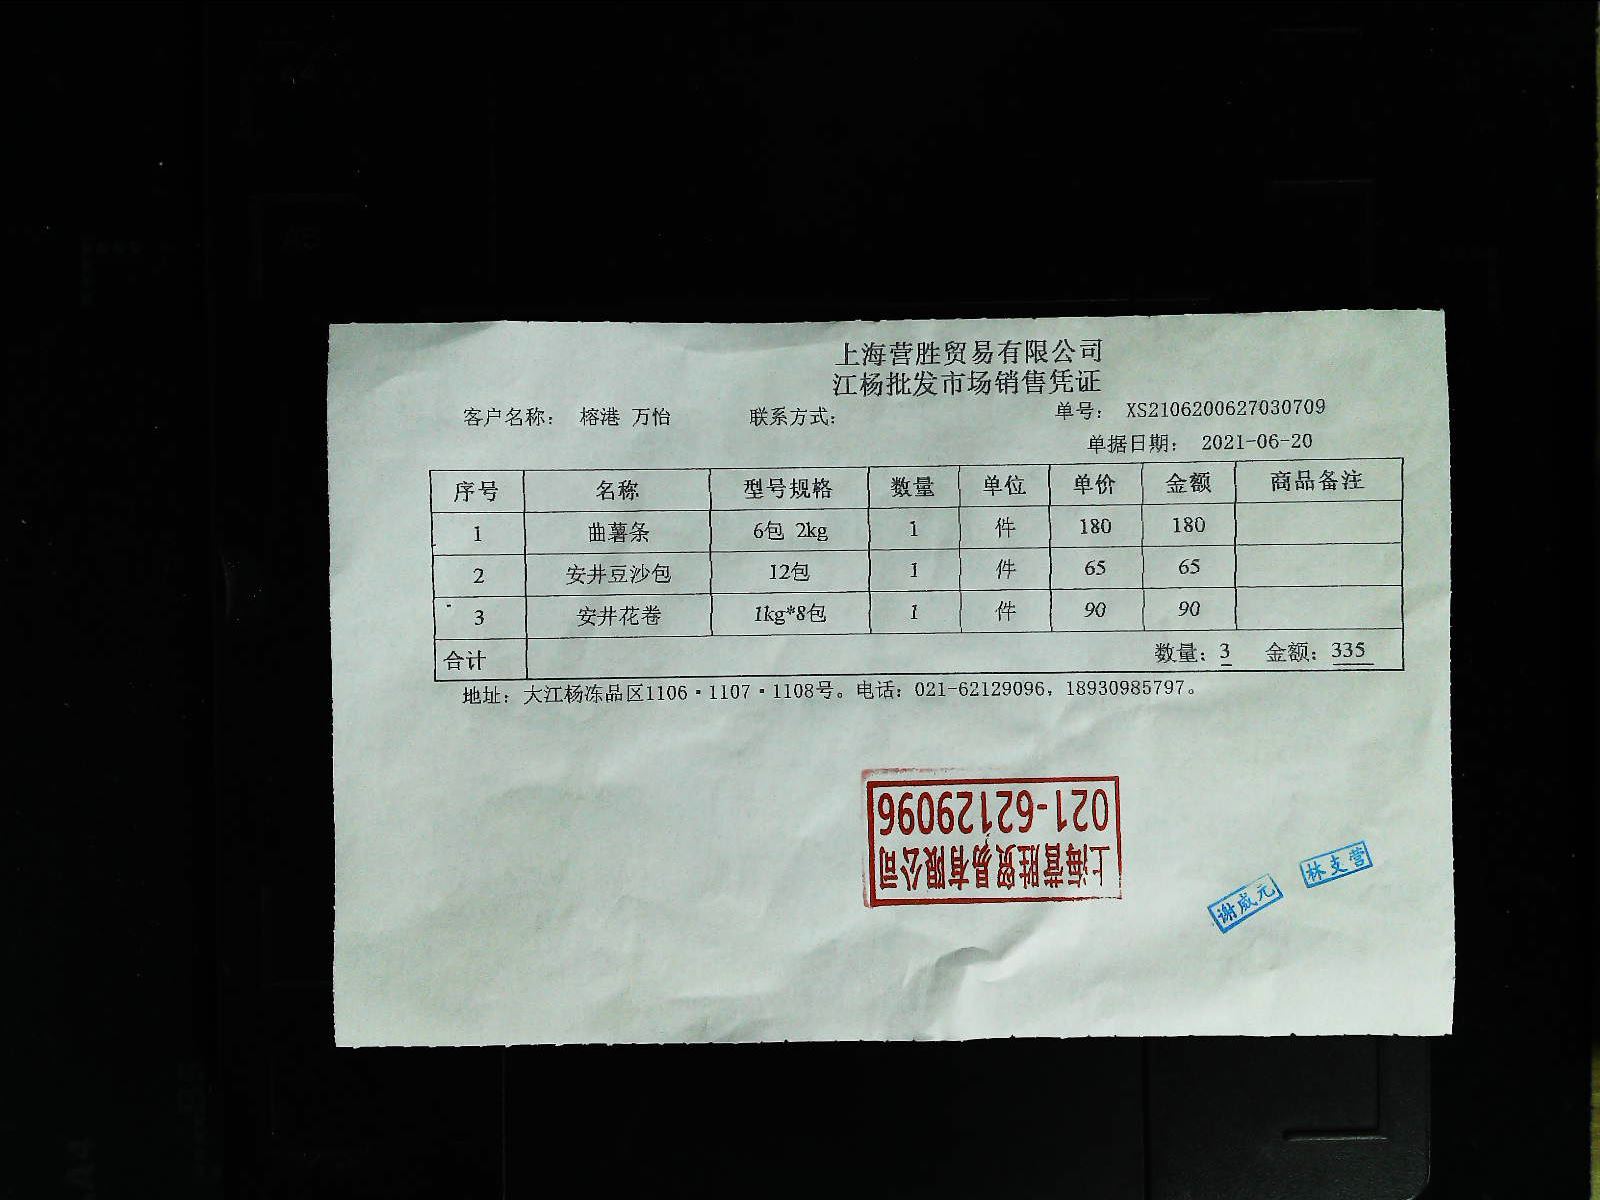 上海营胜贸易有限公司
江杨批发市场销售凭证
客户名称： 榕港 万怡 联系方式： 单号： XS2106200627030709
单据日期： 2021-06-20
序号 名称 型号规格 数量 单位 单价 金额 商品备注
1 曲薯条 6包 2kg 1 件 180 180
2 安井豆沙包 12包 1 件 65 65
3 安井花卷 1kg*8包 1 件 90 90
合计 数量：3 金额：335
地址：大江杨冻品区1106·1107·1108号。电话：021-62129096，18930985797。
上海营胜贸易有限公司
021-62129096
谢成元
林支营